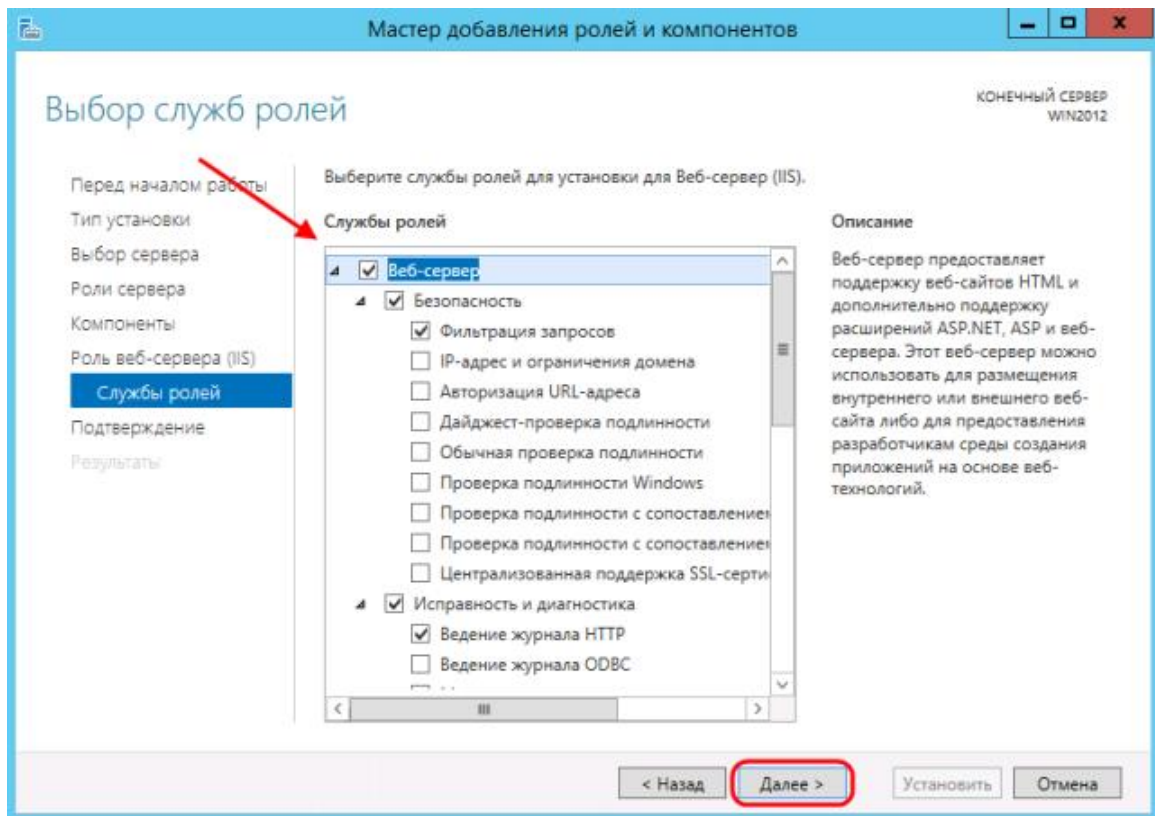 Мастер добавления ролей и компонентов
Выбор служб ролей
КОНЕЧНЫЙ СЕРВЕР
WIN2012
Перед началом работы
Тип установки
Выбор сервера
Роли сервера
Компоненты
Роль веб-сервера (IIS)
Службы ролей
Подтверждение
Результаты
Выберите службы ролей для установки для Веб-сервер (IIS).
Службы ролей
Веб-сервер
Безопасность
Фильтрация запросов
IP-адрес и ограничения домена
Авторизация URL-адреса
Дайджест-проверка подлинности
Обычная проверка подлинности
Проверка подлинности Windows
Проверка подлинности с сопоставление
Проверка подлинности с сопоставление
Централизованная поддержка SSL-серти
Исправность и диагностика
Ведение журнала HTTP
Ведение журнала ODBC
Описание
Веб-сервер предоставляет
поддержку веб-сайтов HTML и
дополнительно поддержку
расширений ASP.NET, ASP и веб-
сервера. Этот веб-сервер можно
использовать для размещения
внутреннего или внешнего веб-
сайта либо для предоставления
разработчикам среды создания
приложений на основе веб-
технологий.
< Назад
Далее >
Установить
Отмена